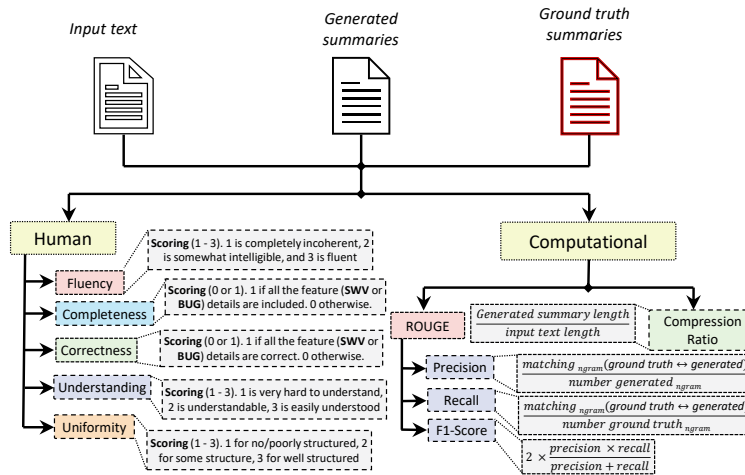 Input text
Generated
summaries
Ground truth
summaries
Human
Fluency
Scoring (1 - 3). 1 is completely incoherent, 2
is somewhat intelligible, and 3 is fluent
Completeness
Scoring (0 or 1). 1 if all the feature (SWV or
BUG) details are included. 0 otherwise.
Correctness
Scoring (0 or 1). 1 if all the feature (SWV or
BUG) details are correct. 0 otherwise.
Understanding
Scoring (1 - 3). 1 is very hard to understand,
2 is understandable, 3 is easily understood
Uniformity
Scoring (1 - 3). 1 for no/poorly structured, 2
for some structure, 3 for well structured
Computational
ROUGE
Generated summary length
input text length
Compression
Ratio
Precision
matching ngram(ground truth ↔ generated)
number generated ngram
Recall
matching ngram(ground truth ↔ generated)
number ground truth ngram
F1-Score
2 × precision × recall
precision + recall